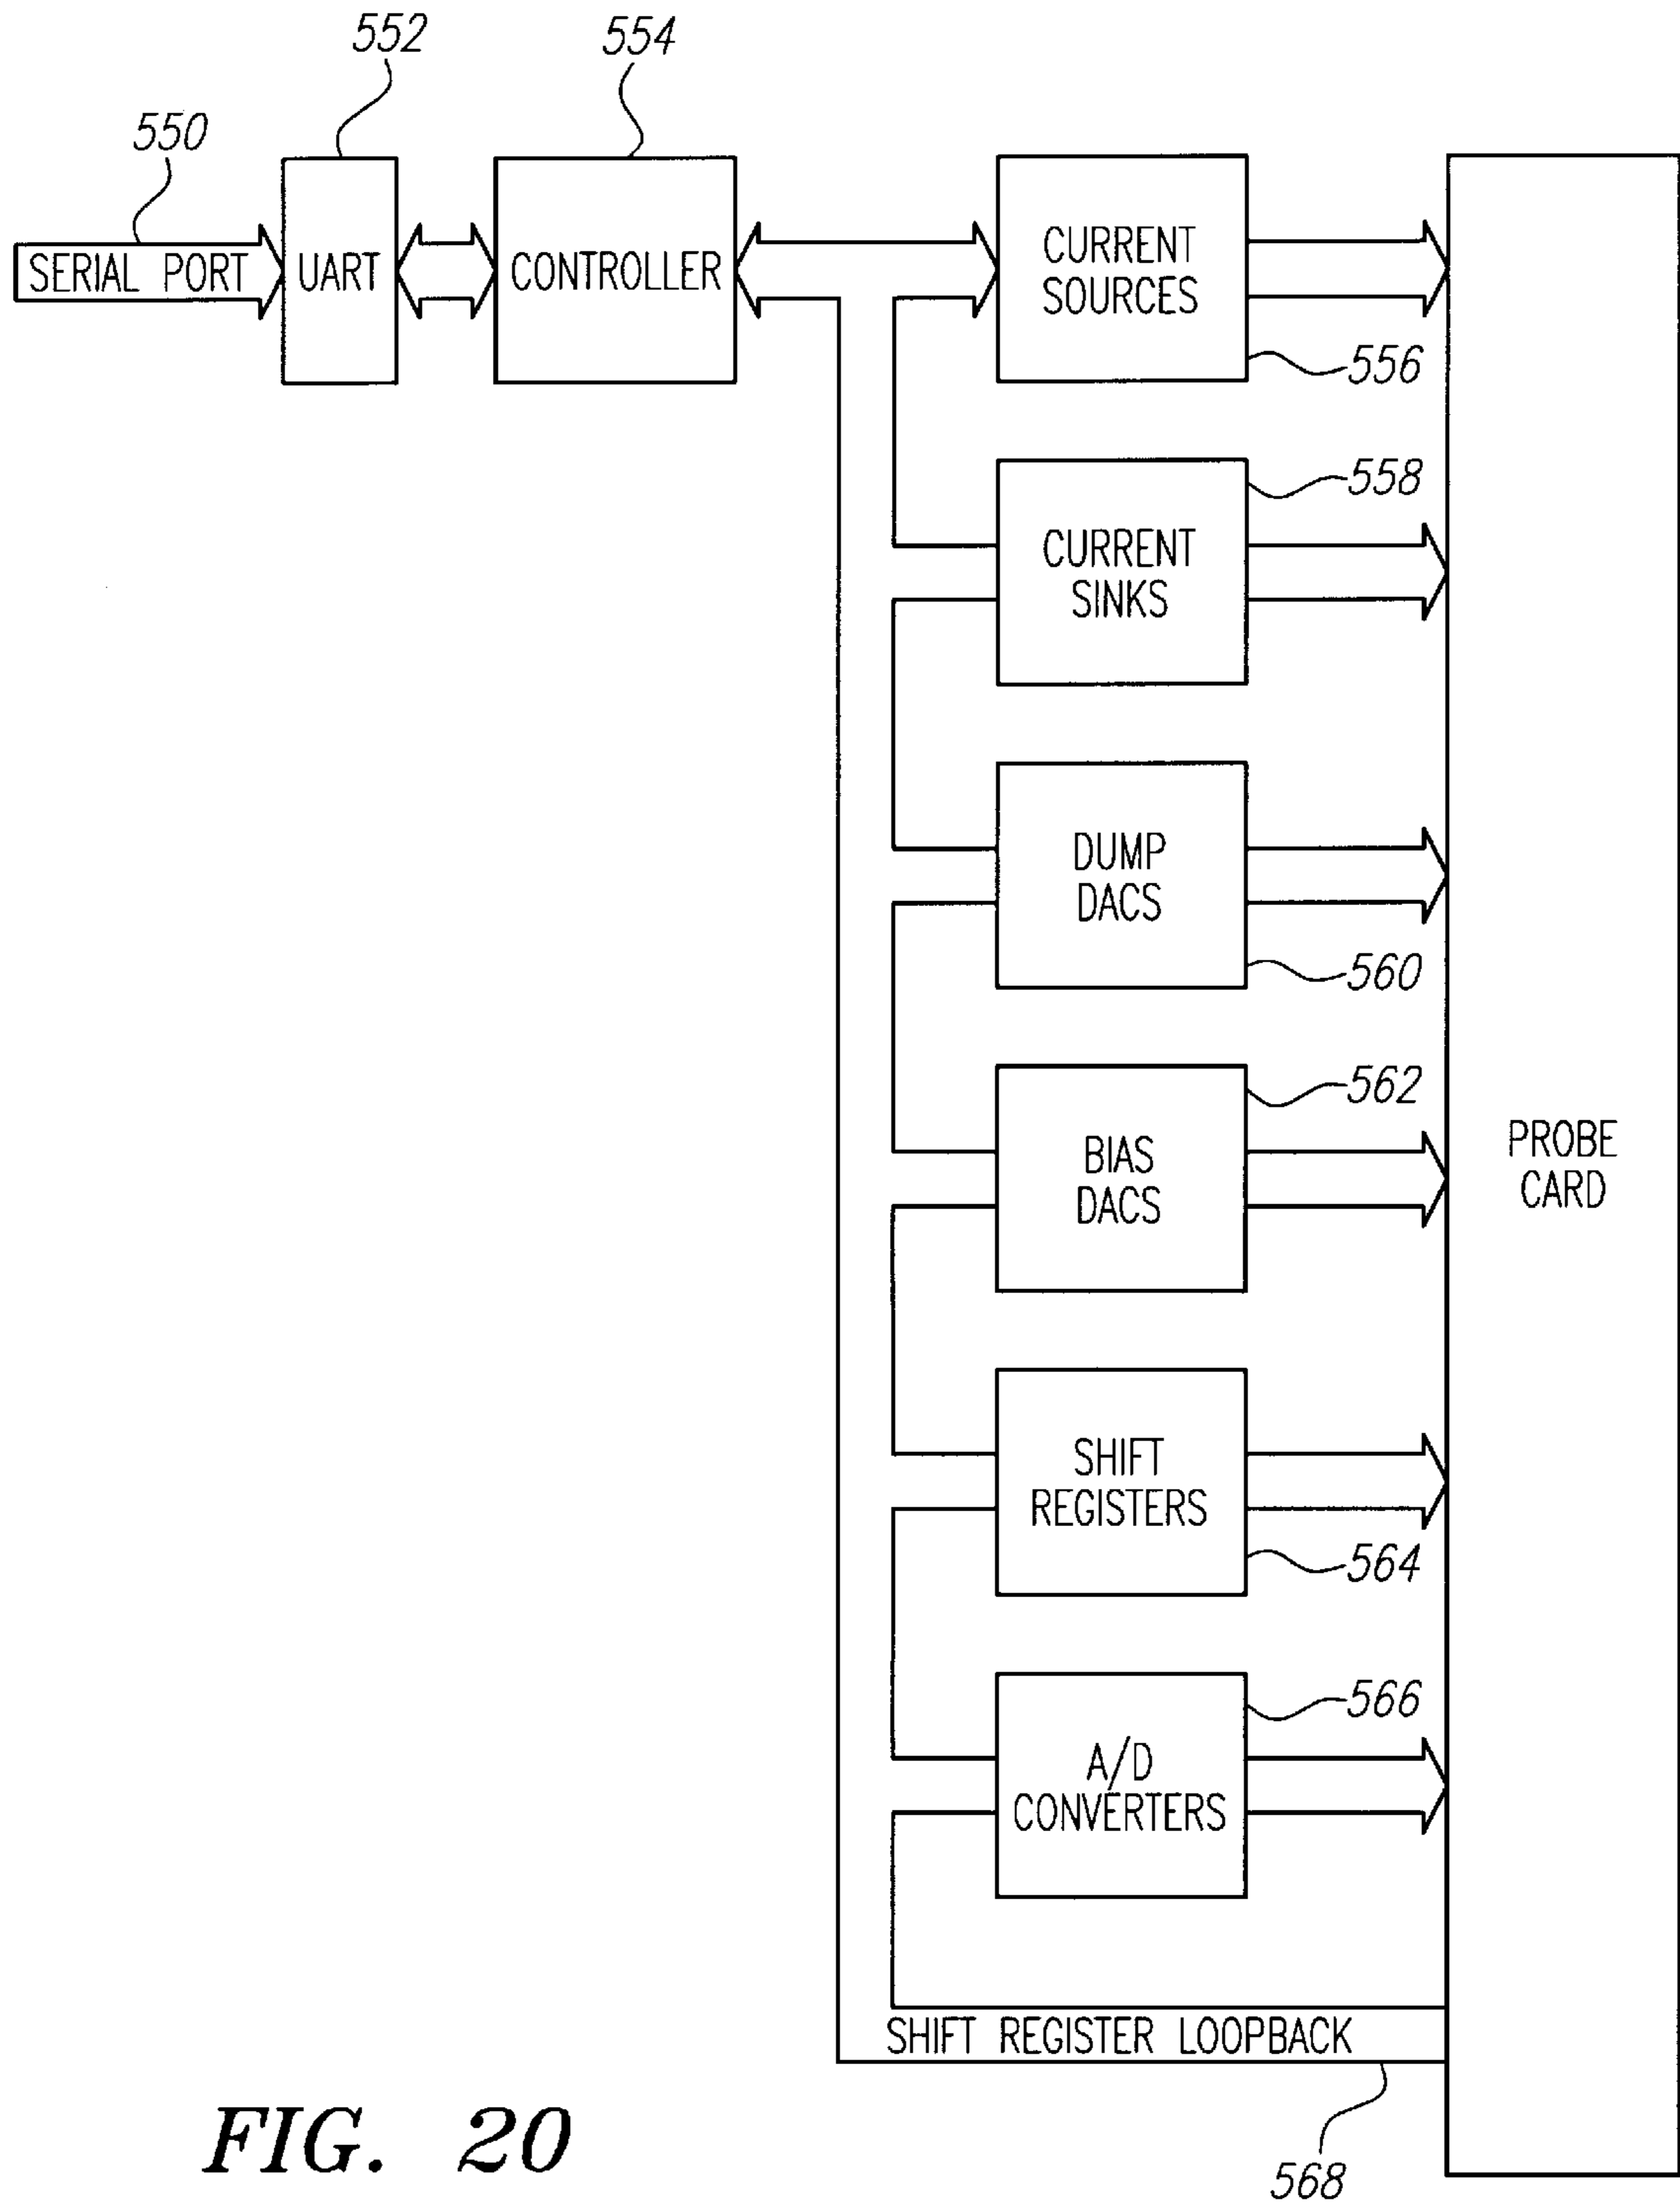 552
554
550
SERIAL PORT
UART
CONTROLLER
CURRENT
SOURCES
556
558
CURRENT
SINKS
DUMP
DACS
560
562
BIAS
DACS
PROBE
CARD
SHIFT
REGISTERS
564
566
A/D
CONVERTERS
SHIFT REGISTER LOOPBACK
568
FIG. 20